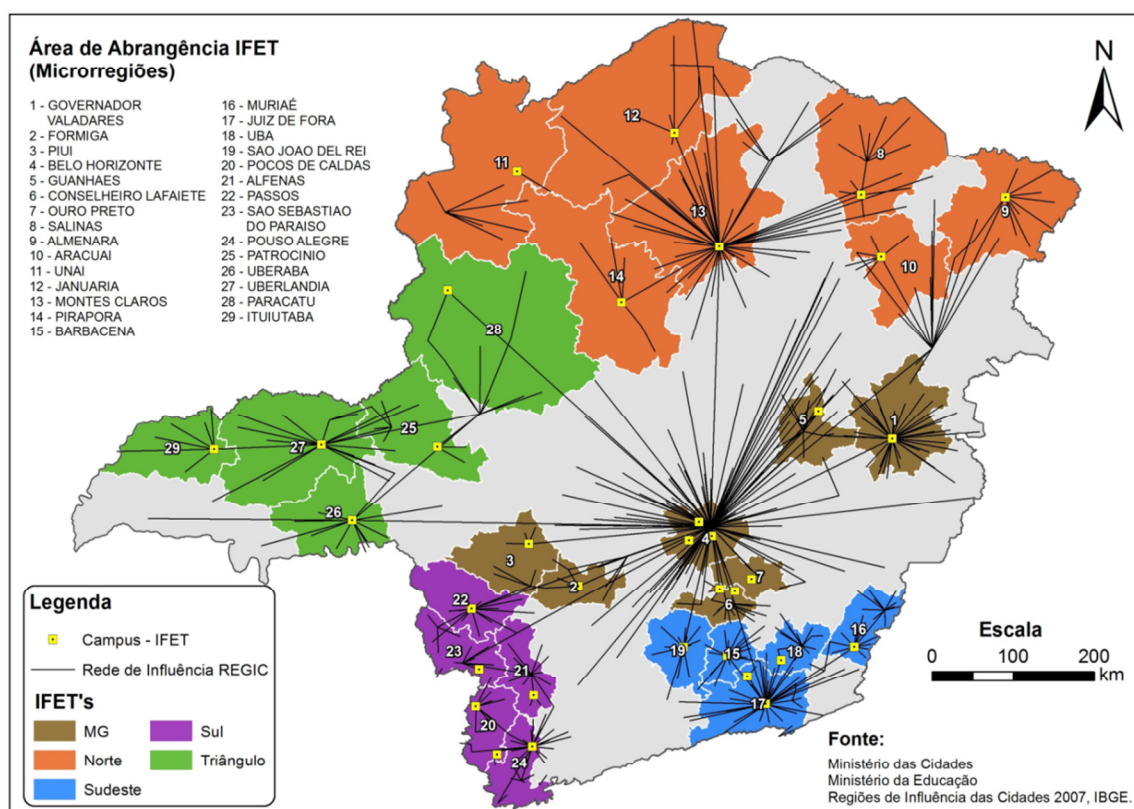 Área de Abrangência IFET
(Microrregiões)
1 - GOVERNADOR
VALADARES
2 - FORMIGA
3 - PIUI
4 - BELO HORIZONTE
5 - GUANHAES
6 - CONSELHEIRO LAFAIETE
7 - OURO PRETO
8 - SALINAS
9 - ALMENARA
10 - ARACUAI
11 - UNAI
12 - JANUARIA
13 - MONTES CLAROS
14 - PIRAPORA
15 - BARBACENA
16 - MURIAÉ
17 - JUIZ DE FORA
18 - UBA
19 - SAO JOAO DEL REI
20 - POCOS DE CALDAS
21 - ALFENAS
22 - PASSOS
23 - SAO SEBASTIAO
DO PARAISO
24 - POUSO ALEGRE
25 - PATROCINIO
26 - UBERABA
27 - UBERLANDIA
28 - PARACATU
29 - ITUIUTABA
N
12
11
8
9
13
10
14
28
5
1
25
29
27
26
4
3
2
7
6
22
16
19
15
18
23
21
17
20
24
Legenda
Campus - IFET
Rede de Influência REGIC
IFET's
MG
Sul
Norte
Triângulo
Sudeste
Escala
0 100 200
km
Fonte:
Ministério das Cidades
Ministério da Educação
Regiões de Influência das Cidades 2007, IBGE.